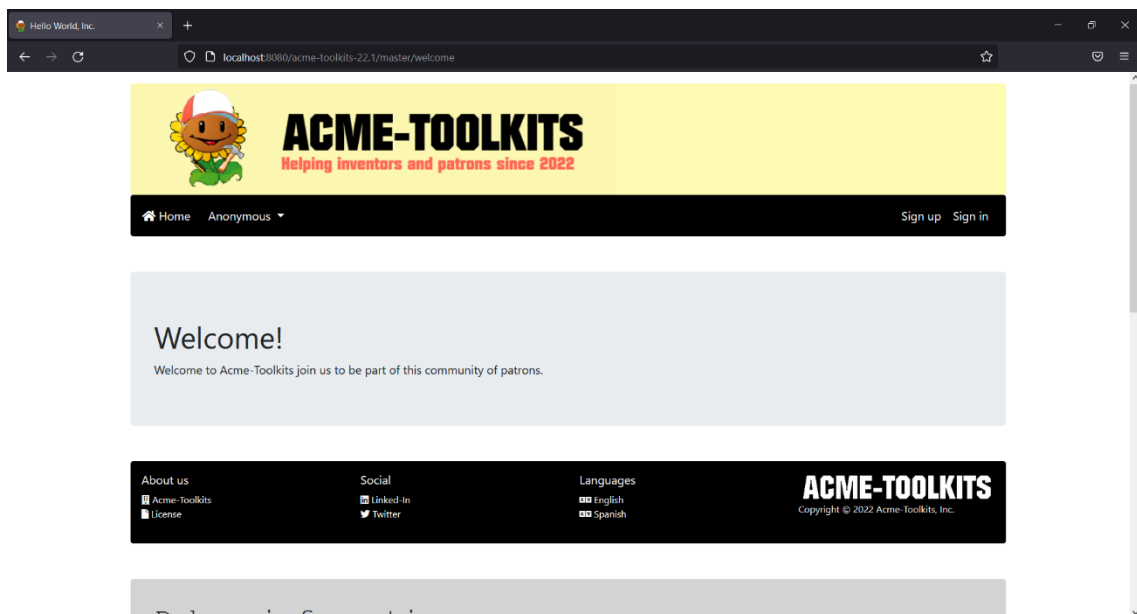 Hello World, Inc.
localhost:8080/acme-toolkits-22.1/master/welcome
ACME-TOOLKITS
Helping inventors and patrons since 2022
Home Anonymous Sign up Sign in
Welcome!
Welcome to Acme-Toolkits join us to be part of this community of patrons.
About us
Acme-Toolkits
License
Social
Linked-In
Twitter
Languages
English
Spanish
ACME-TOOLKITS
Copyright © 2022 Acme-Toolkits, Inc.